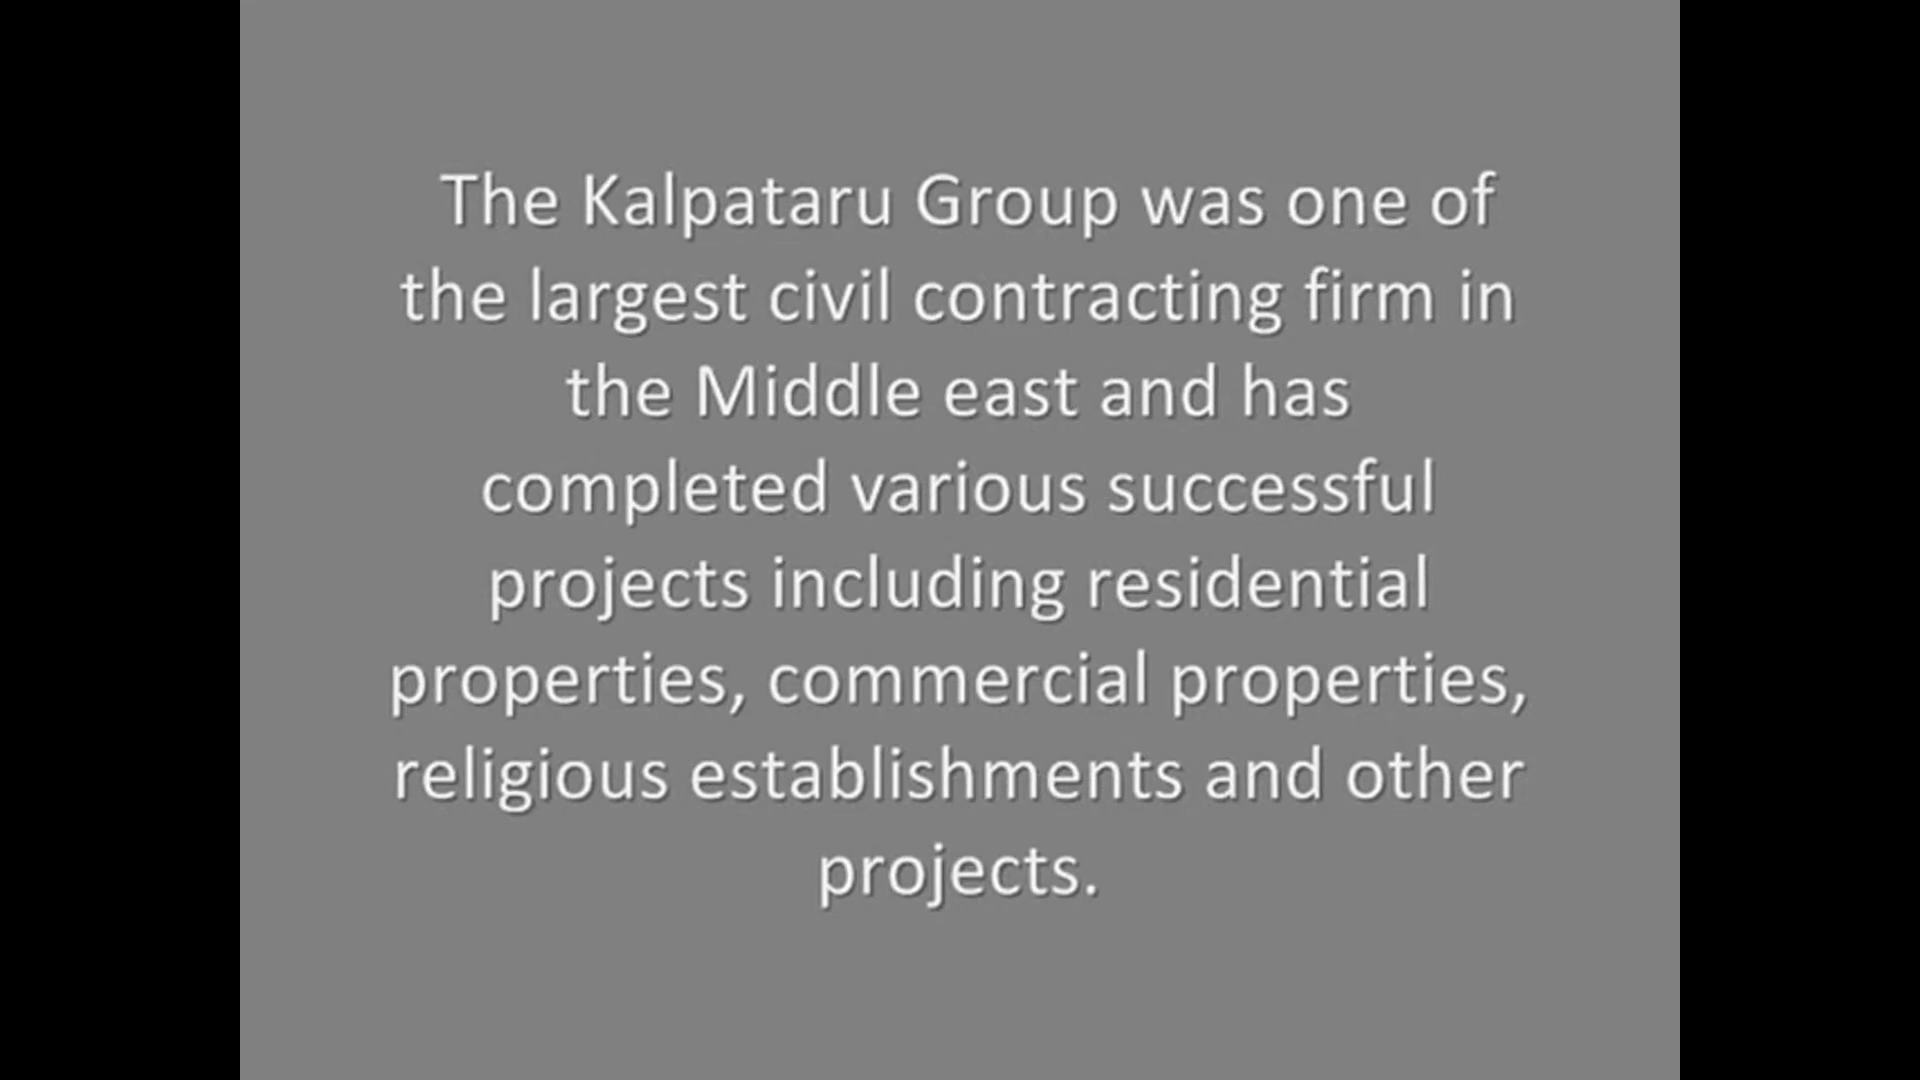 The Kalpataru Group was one of
the largest civil contracting firm in
the Middle east and has
completed various successful
projects including residential
properties, commercial properties,
religious establishments and other
projects.